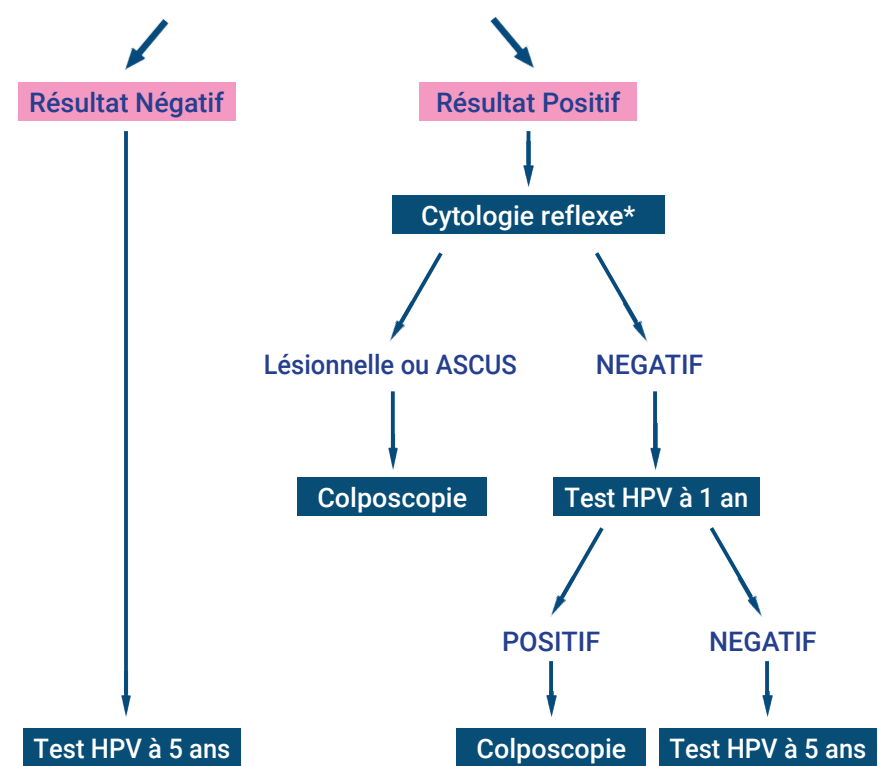 Résultat Négatif
Résultat Positif
Cytologie reflexe*
Lésionnelle ou ASCUS
NEGATIF
Colposcopie
Test HPV à 1 an
POSITIF
NEGATIF
Test HPV à 5 ans
Colposcopie
Test HPV à 5 ans